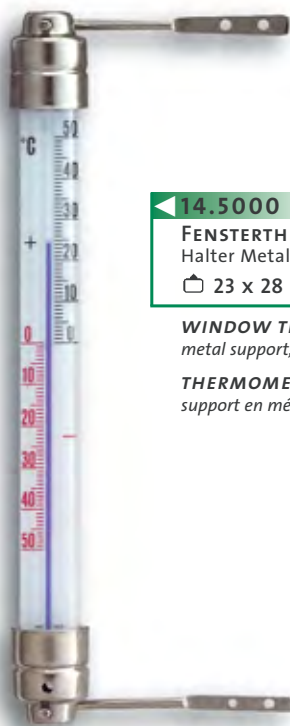 °C
50
40
30
+
20
10
0
0
10
20
30
40
50
−
14.5000
FENSTERTH
Halter Metal
23 x 28
WINDOW T
metal support,
THERMOME
support en mé